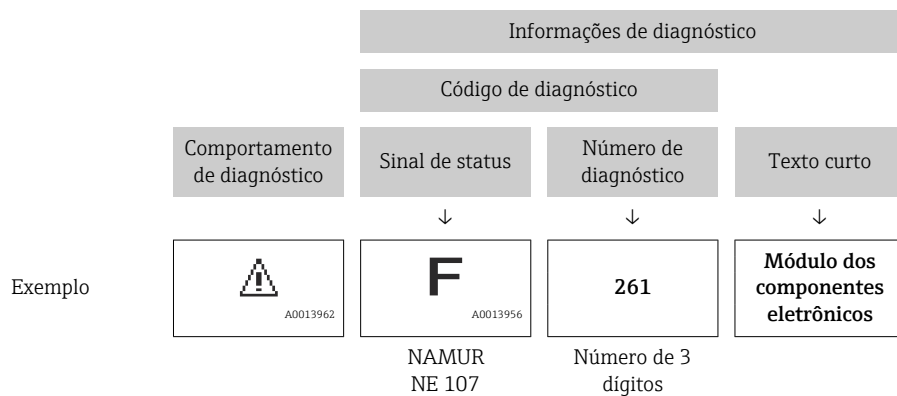 Informações de diagnóstico
Código de diagnóstico
Comportamento
de diagnóstico
Sinal de status
Número de
diagnóstico
Texto curto
↓
↓
↓
Exemplo
A0013962
F
A0013956
261
Módulo dos
componentes
eletrônicos
NAMUR
NE 107
Número de 3
dígitos